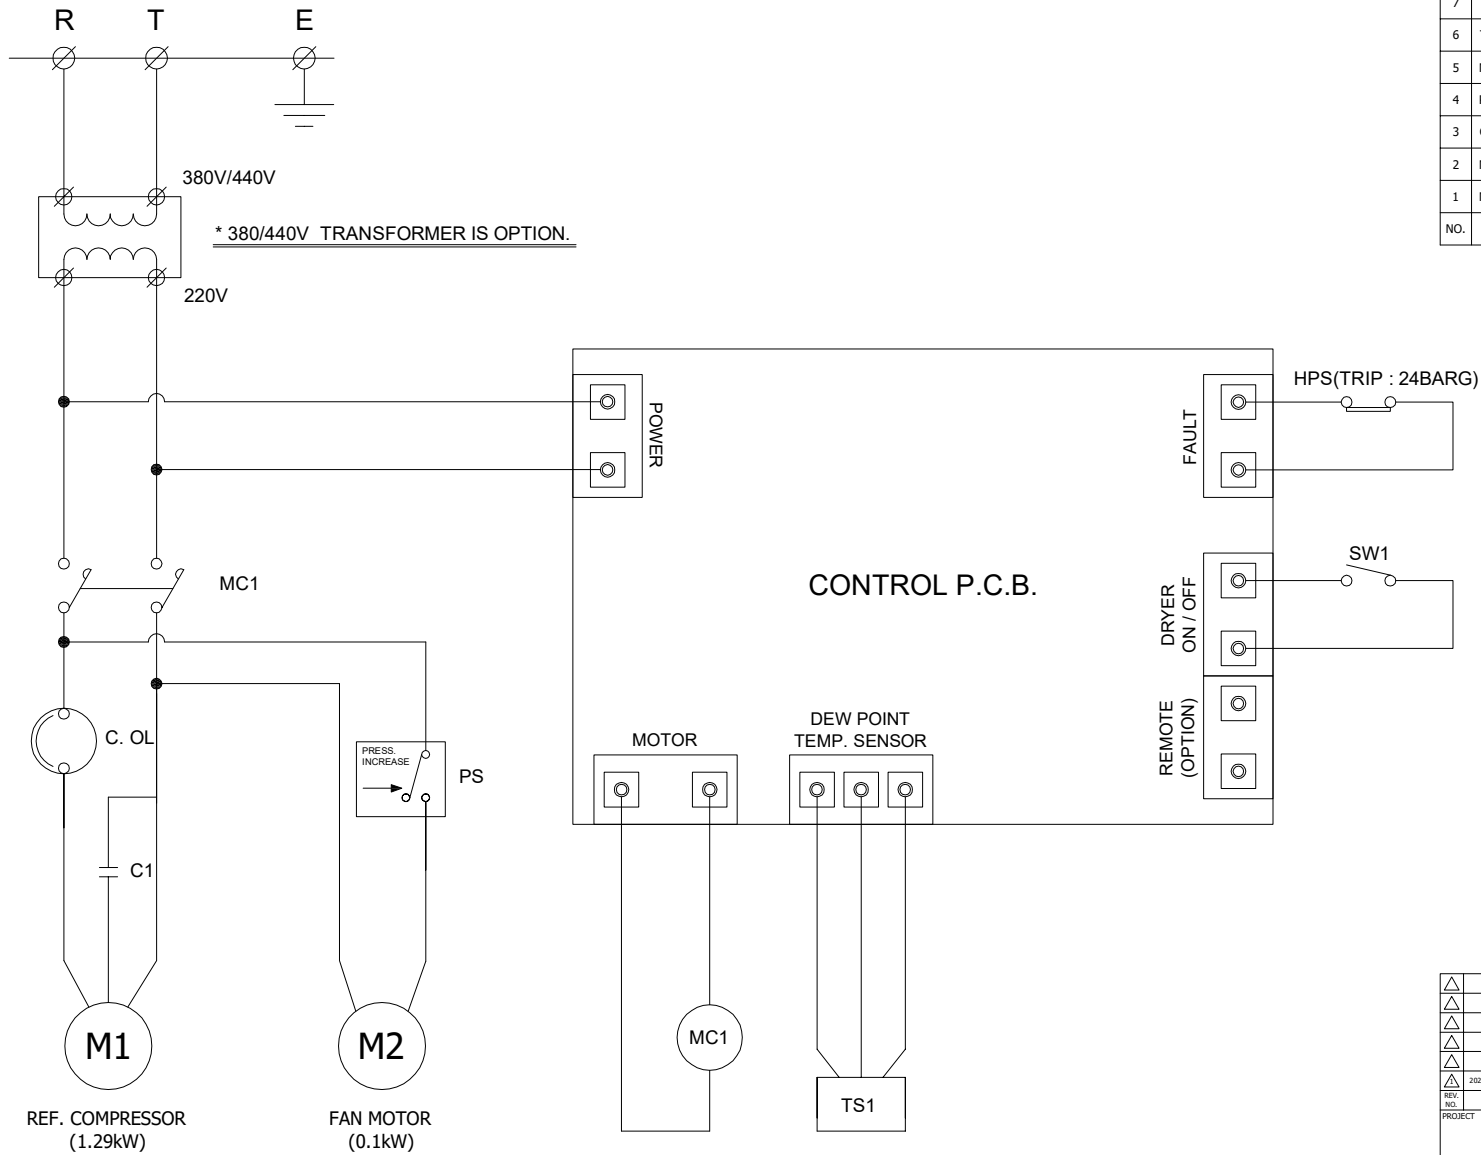 R T E
380V/440V
* 380/440V TRANSFORMER IS OPTION.
220V
7
6
5
4
3
2
1
NO.
POWER
FAULT
HPS(TRIP : 24BARG)
MC1
CONTROL P.C.B.
DRYER
ON / OFF
SW1
REMOTE
(OPTION)
C. OL
PRESS.
INCREASE
PS
MOTOR
DEW POINT
TEMP. SENSOR
C1
M1
M2
MC1
TS1
REF. COMPRESSOR
(1.29kW)
FAN MOTOR
(0.1kW)
1
REV.
NO.
PROJECT